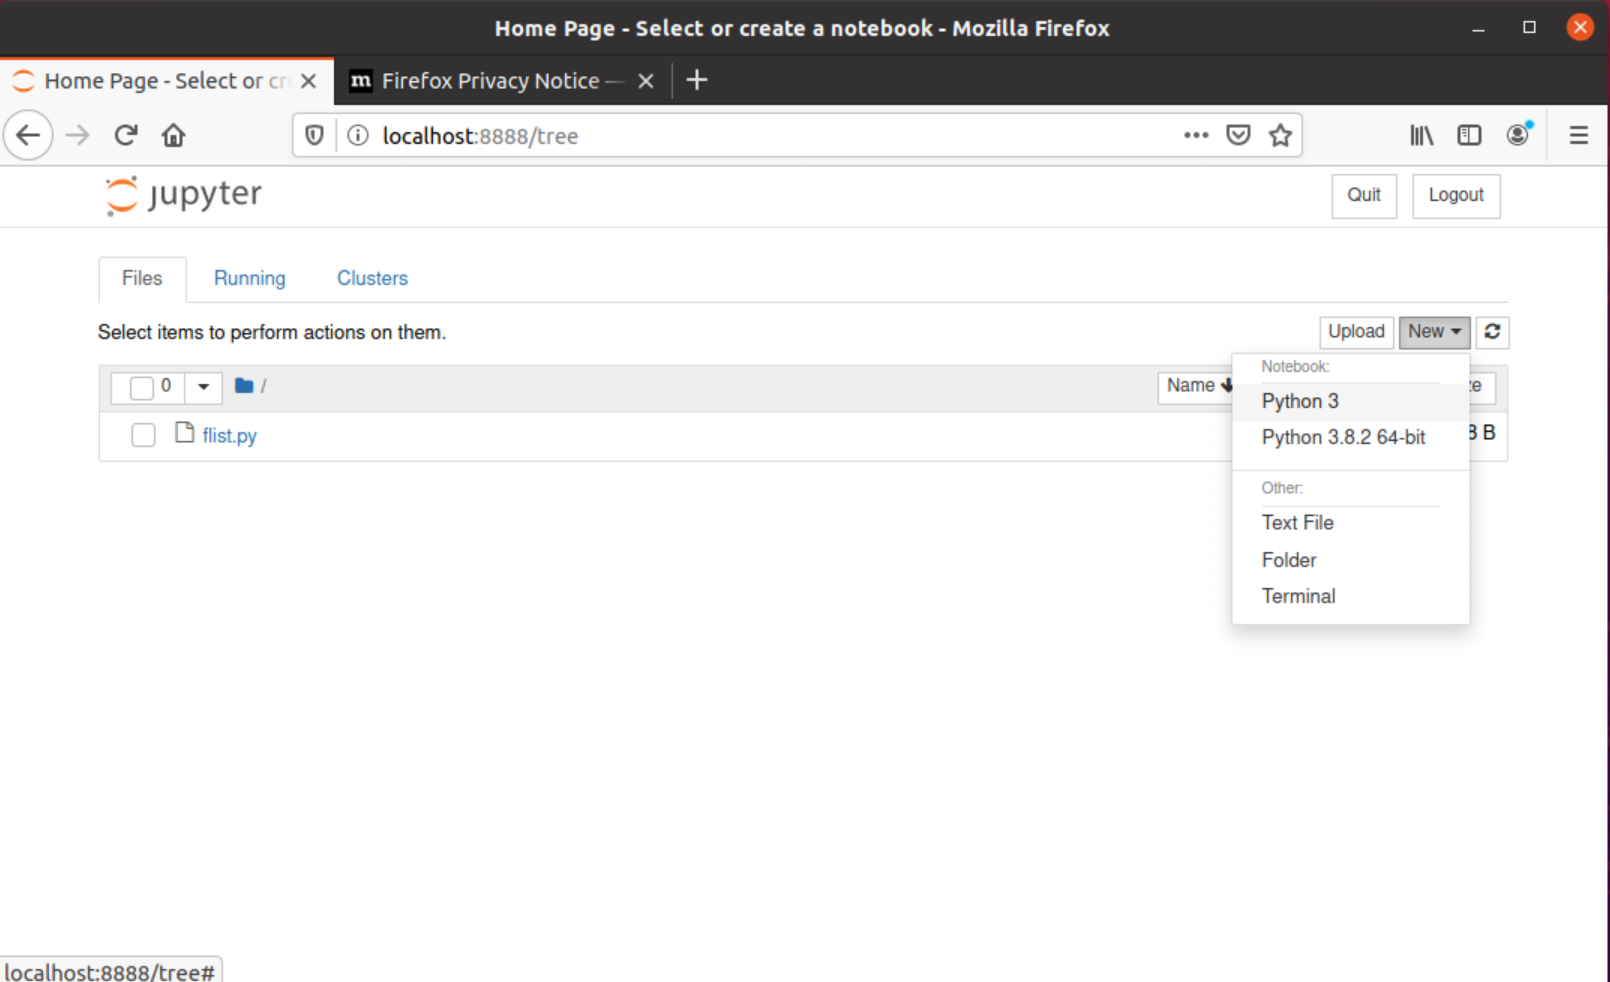 Home Page - Select or create a notebook - Mozilla Firefox
Home Page - Select or cr
Firefox Privacy Notice —
localhost:8888/tree
jupyter
Quit
Logout
Files
Running
Clusters
Select items to perform actions on them.
Upload
New
0
/
Name
ze
flist.py
8 B
Notebook:
Python 3
Python 3.8.2 64-bit
Other:
Text File
Folder
Terminal
localhost:8888/tree#